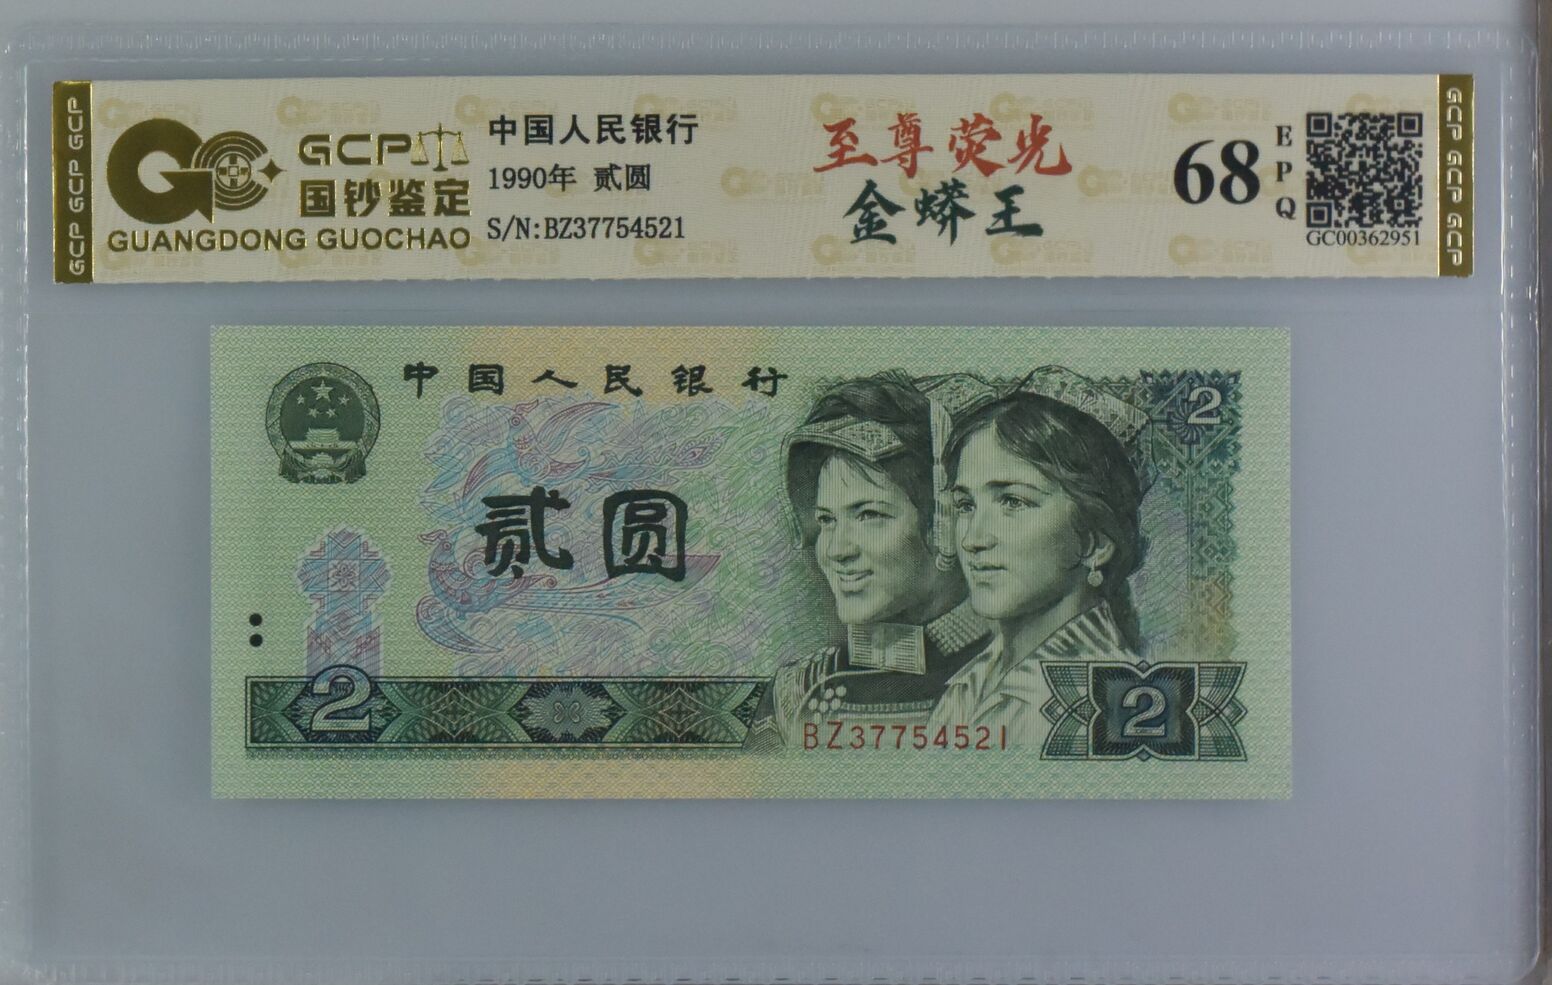 GCP GCP GCP
GCP
国钞鉴定
GUANGDONG GUOCHAO
中国人民银行
1990年 贰圆
S/N:BZ37754521
至尊荧光
金蟒王
68
EPQ
GC00362951
GCP GCP GCP
中国人民银行
2
贰圆
2
BZ37754521
2